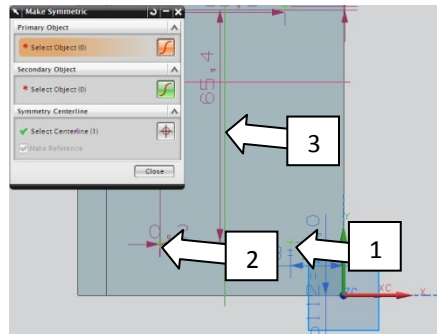 Make Symmetric
Primary Object
* Select Object (0)
Secondary Object
* Select Object (0)
Symmetry Centerline
Select Centerline (1)
Make Reference
Close
65,4
3
2
1
XC
X